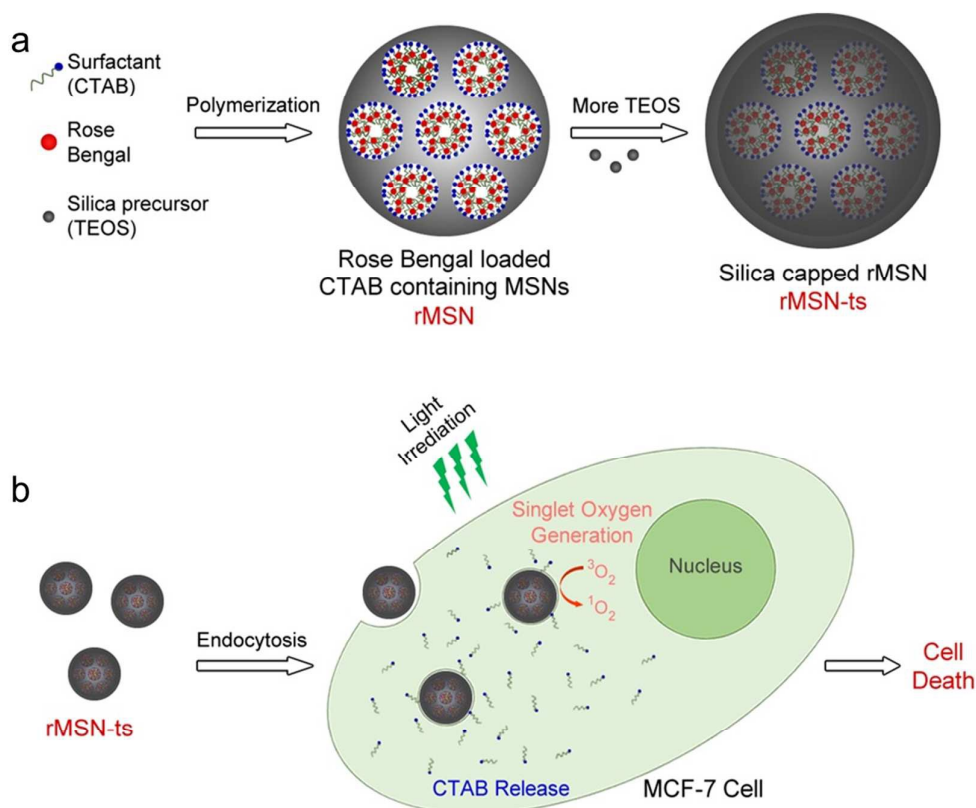 a
Surfactant
(CTAB)
Rose
Bengal
Silica precursor
(TEOS)
Polymerization
Rose Bengal loaded
CTAB containing MSNs
rMSN
More TEOS
Silica capped rMSN
rMSN-ts
b
rMSN-ts
Endocytosis
Light
Irrediation
Singlet Oxygen
Generation
³O₂
¹O₂
Nucleus
CTAB Release
MCF-7 Cell
Cell
Death